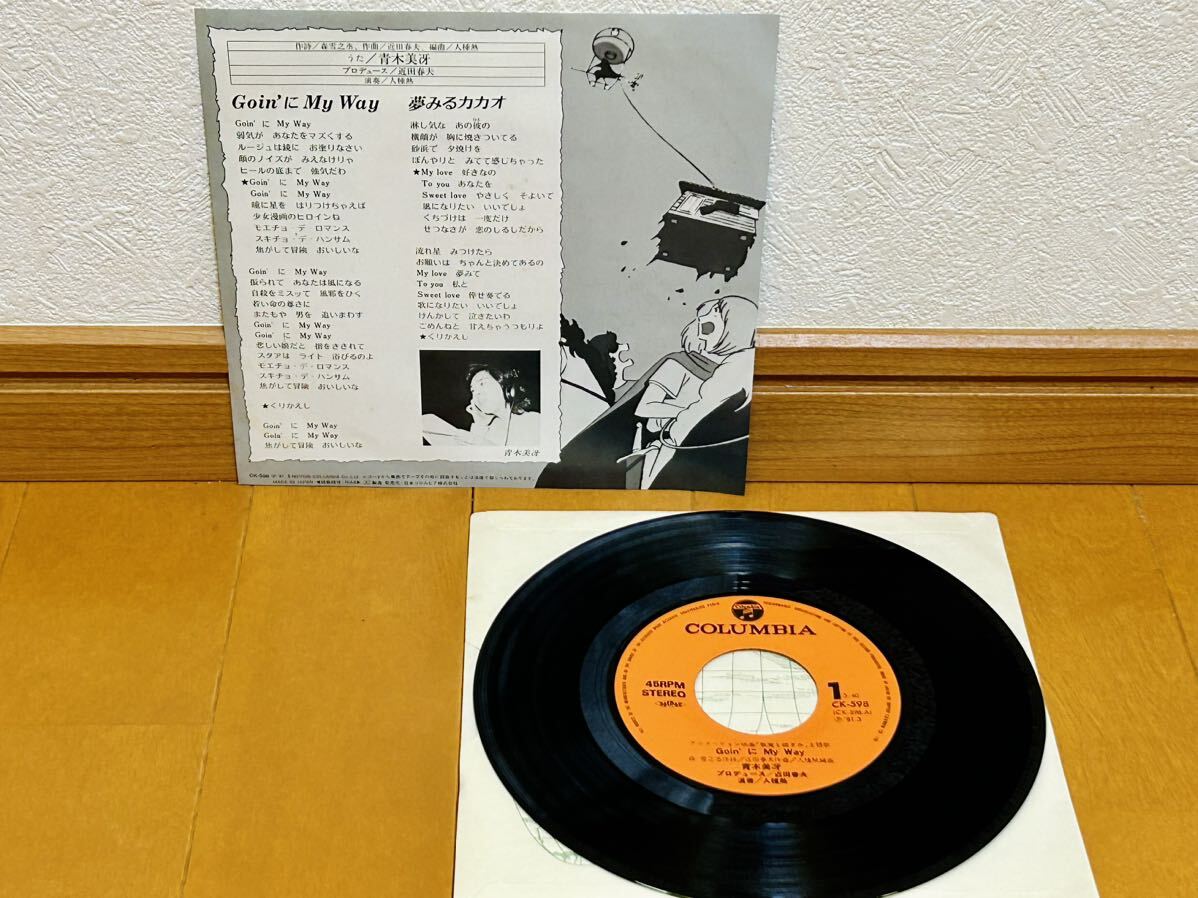 作詩/森雪之丞、作曲/近田春夫、編曲/人種熱
うた/青木美冴
プロデュース/近田春夫
演奏/人種熱
Goin'に My Way
Goin' に My Way
弱気が あなたをマズくする
ルージュは鏡に お塗りなさい
顔のノイズが みえなけりゃ
ヒールの底まで 強気だわ
★Goin' に My Way
Goin' に My Way
瞳に星を はりつけちゃえば
少女漫画のヒロインね
モエチョ・デ・ロマンス
スキチョ・デ・ハンサム
焦がして冒険 おいしいな
Goin' に My Way
振られて あなたは風になる
自殺をミスッて 風邪をひく
若い命の尊さに
またもや 男を 追いまわす
Goin' に My Way
Goin' に My Way
悲しい娘だと 指をさされて
スタアは ライト 浴びるのよ
モエチョ・デ・ロマンス
スキチョ・デ・ハンサム
焦がして冒険 おいしいな
★くりかえし
Goin' に My Way
Goin' に My Way
焦がして冒険 おいしいな
夢みるカカオ
淋し気な あの彼の
横顔が 胸に焼きついてる
砂浜で 夕焼けを
ぼんやりと みてて感じちゃった
★My love 好きなの
To you あなたを
Sweet love やさしく そよいで
風になりたい いいでしょ
くちづけは 一度だけ
せつなさが 恋のしるしだから
流れ星 みつけたら
お願いは ちゃんと決めてあるの
My love 夢みて
To you 私と
Sweet love 倖せ奏でる
歌になりたい いいでしょ
けんかして 泣きたいわ
ごめんねと 甘えちゃうつもりよ
★くりかえし
青木美冴
CK-598
MADE IN JAPAN
COLUMBIA
45RPM
STEREO
1
3:40
CK-598
(CK-598-A)
℗'81.3
Goin' に My Way
青木美冴
プロデュース/近田春夫
演奏/人種熱